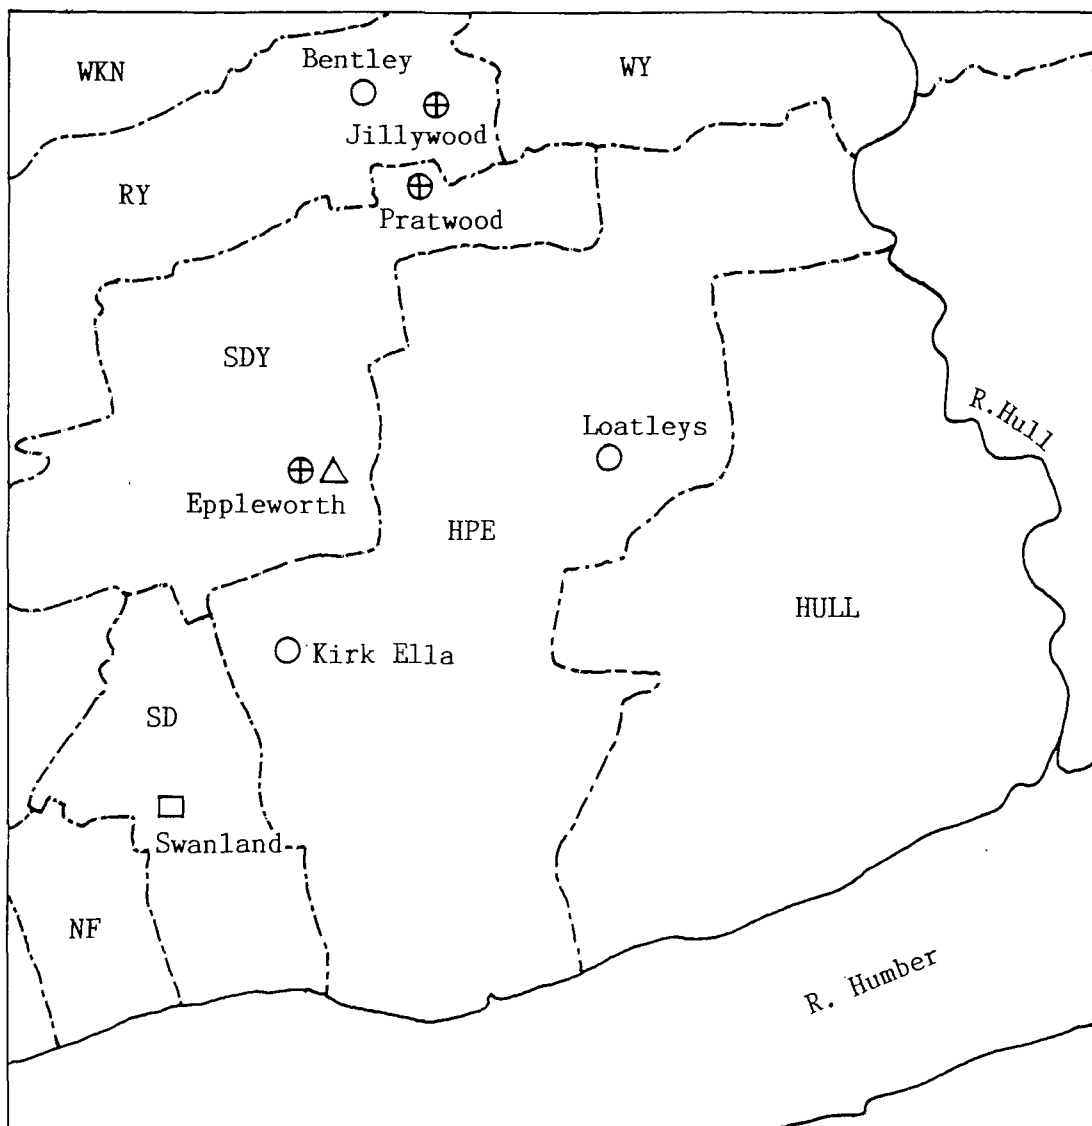 WKN
Bentley
WY
Jillywood
RY
Pratwood
SDY
R.Hull
Loatleys
Eppleworth
HPE
HULL
Kirk Ella
SD
Swanland
NF
R. Humber